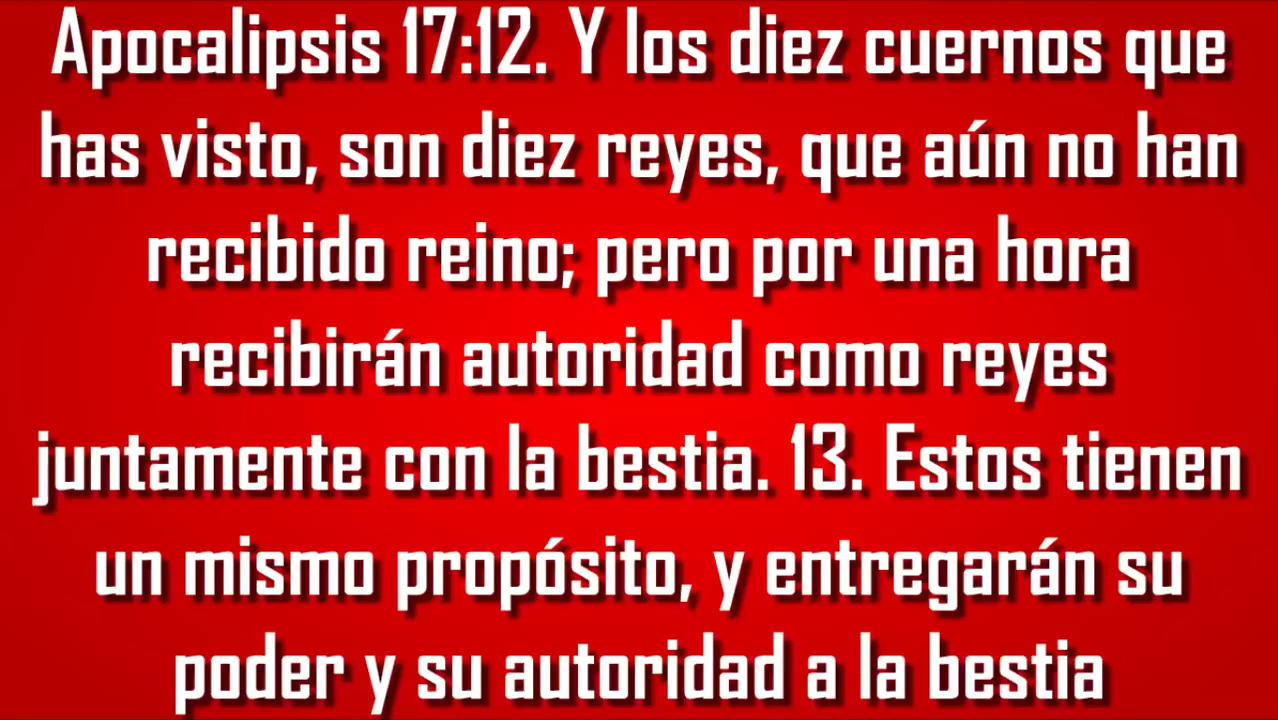 Apocalipsis 17:12. Y los diez cuernos que
has visto, son diez reyes, que aún no han
recibido reino; pero por una hora
recibirán autoridad como reyes
juntamente con la bestia. 13. Estos tienen
un mismo propósito, y entregarán su
poder y su autoridad a la bestia